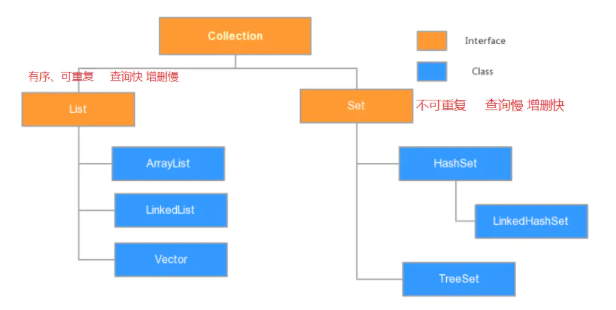 Collection
Interface
Class
有序、可重复 查询快 增删慢
List
Set
不可重复 查询慢 增删快
ArrayList
HashSet
LinkedList
LinkedHashSet
Vector
TreeSet